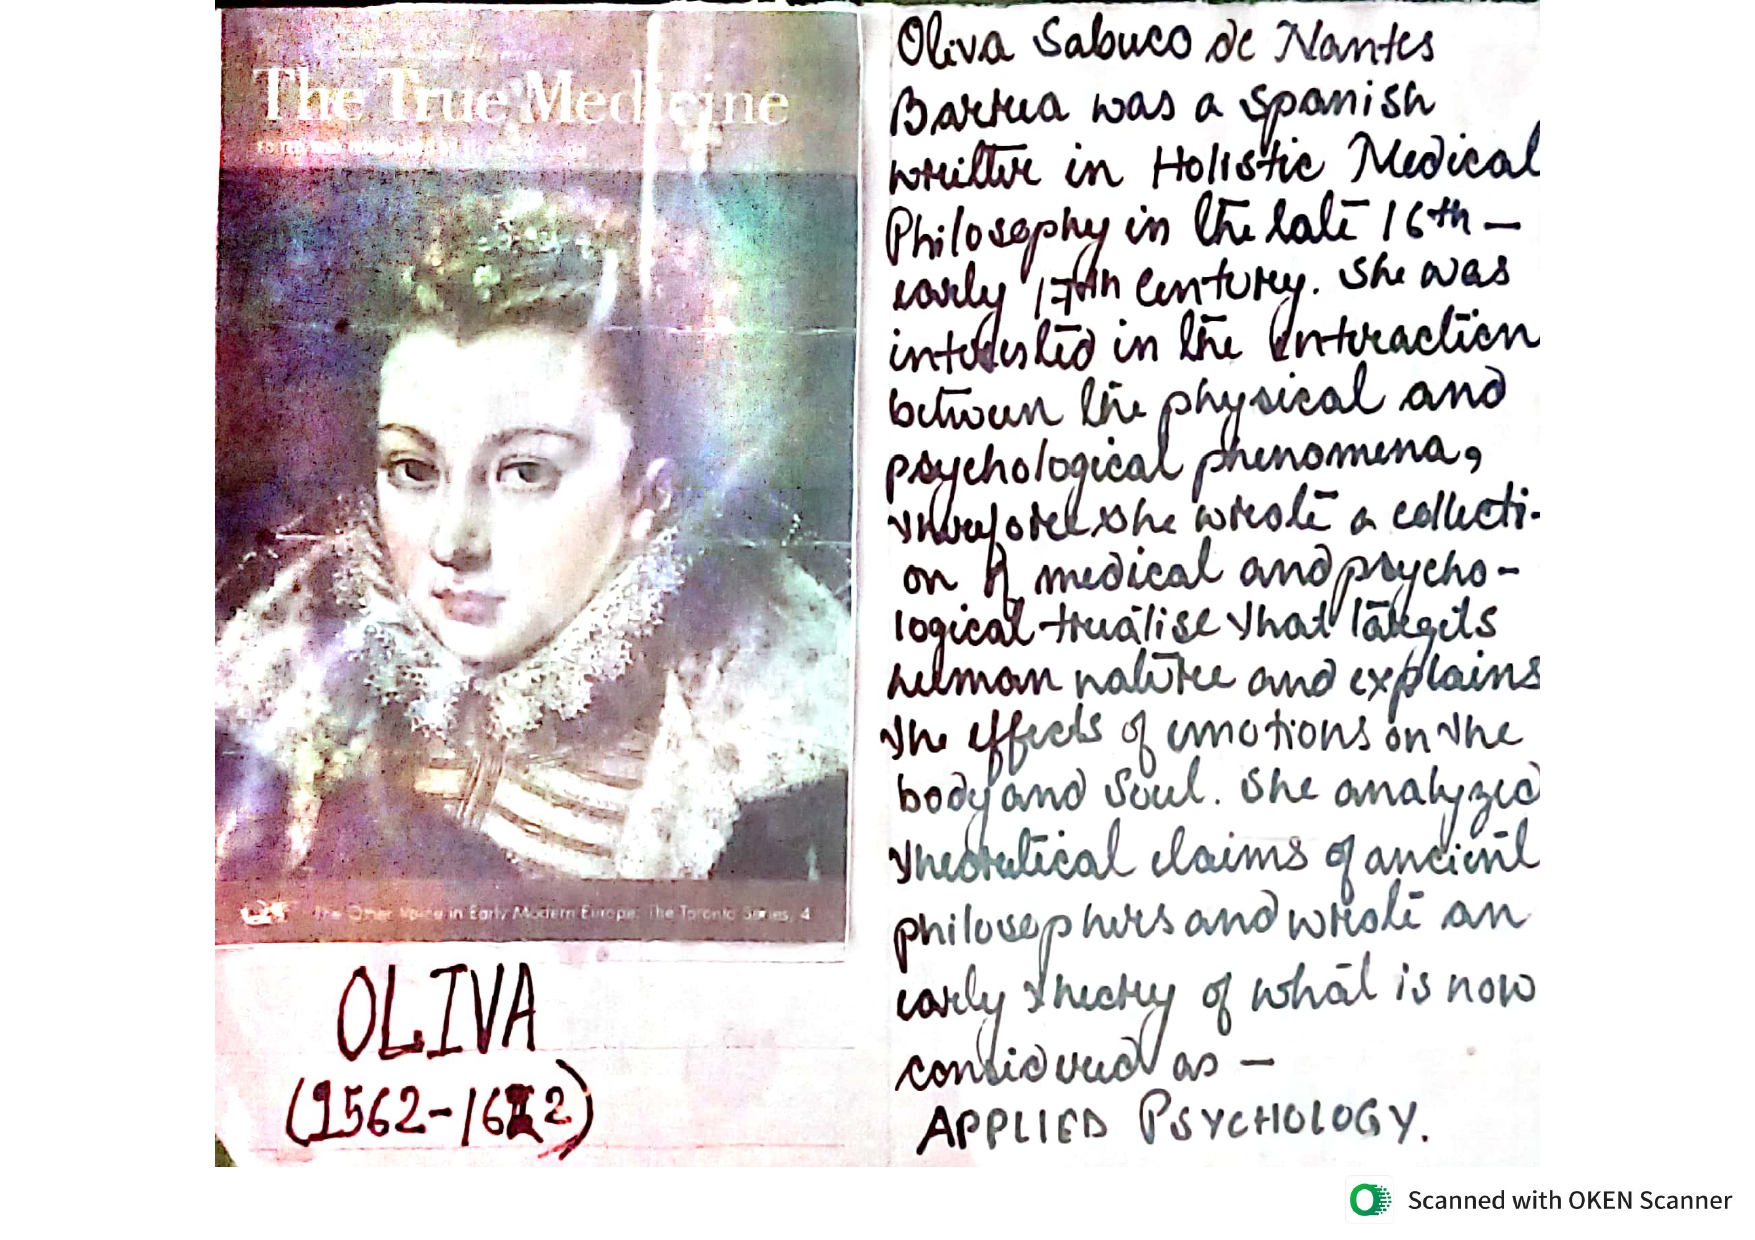 The True Medicine
The Other Voice in Early Modern Europe: The Toronto Series, 4
OLIVA
(1562-1622)
Oliva Sabuco de Nantes
Barrera was a Spanish
writer in Holistic Medical
Philosophy in the late 16th –
early 17th century. She was
interested in the interaction
between the physical and
psychological phenomena,
therefore she wrote a collecti-
on of medical and psycho-
logical treatise that targets
human nature and explains
the effects of emotions on the
body and soul. She analyzed
theoretical claims of ancient
philosophers and wrote an
early theory of what is now
considered as –
APPLIED PSYCHOLOGY.
Scanned with OKEN Scanner